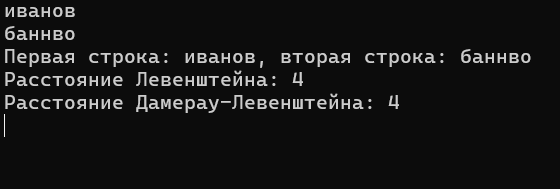 иванов
баннво
Первая строка: иванов, вторая строка: баннво
Расстояние Левенштейна: 4
Расстояние Дамерау-Левенштейна: 4